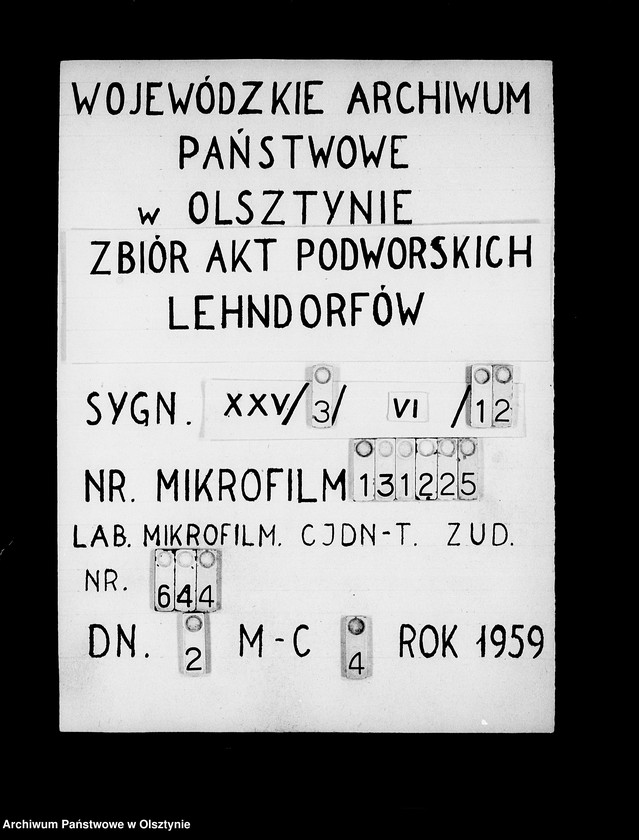 WOJEWÓDZKIE ARCHIWUM
PAŃSTWOWE
w OLSZTYNIE
ZBIÓR AKT PODWORSKICH
LEHNDORFÓW
SYGN. XXV/3/ VI /12
NR. MIKROFILM 131225
LAB. MIKROFILM. CJDN-T. ZUD.
NR. 644
DN. 2 M-C 4 ROK 1959
Archiwum Państwowe w Olsztynie